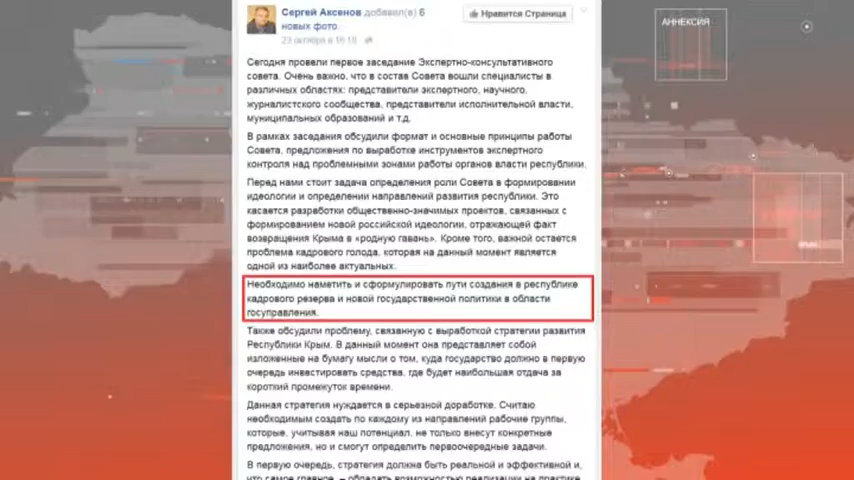 Сергей Аксенов добавил(а) 6
новых фото.
23 октября в 16:18
Нравится Страница
АННЕКСИЯ
Сегодня провели первое заседание Экспертно-консультативного
совета. Очень важно, что в состав Совета вошли специалисты в
различных областях: представители экспертного, научного,
журналистского сообщества, представители исполнительной власти,
муниципальных образований и т.д.
В рамках заседания обсудили формат и основные принципы работы
Совета, предложения по выработке инструментов экспертного
контроля над проблемными зонами работы органов власти республики.
Перед нами стоит задача определения роли Совета в формировании
идеологии и определении направлений развития республики. Это
касается разработки общественно-значимых проектов, связанных с
формированием новой российской идеологии, отражающей факт
возвращения Крыма в «родную гавань». Кроме того, важной остается
проблема кадрового голода, которая на данный момент является
одной из наиболее актуальных.
КРЫМ
Необходимо наметить и сформулировать пути создания в республике
кадрового резерва и новой государственной политики в области
госуправления.
Также обсудили проблему, связанную с выработкой стратегии развития
Республики Крым. В данный момент она представляет собой
изложенные на бумагу мысли о том, куда государство должно в первую
очередь инвестировать средства, где будет наибольшая отдача за
короткий промежуток времени.
Данная стратегия нуждается в серьезной доработке. Считаю
необходимым создать по каждому из направлений рабочие группы,
которые, учитывая наш потенциал, не только внесут конкретные
предложения, но и смогут определить первоочередные задачи.
В первую очередь, стратегия должна быть реальной и эффективной и,
что самое главное, – обладать возможностью реализации на практике